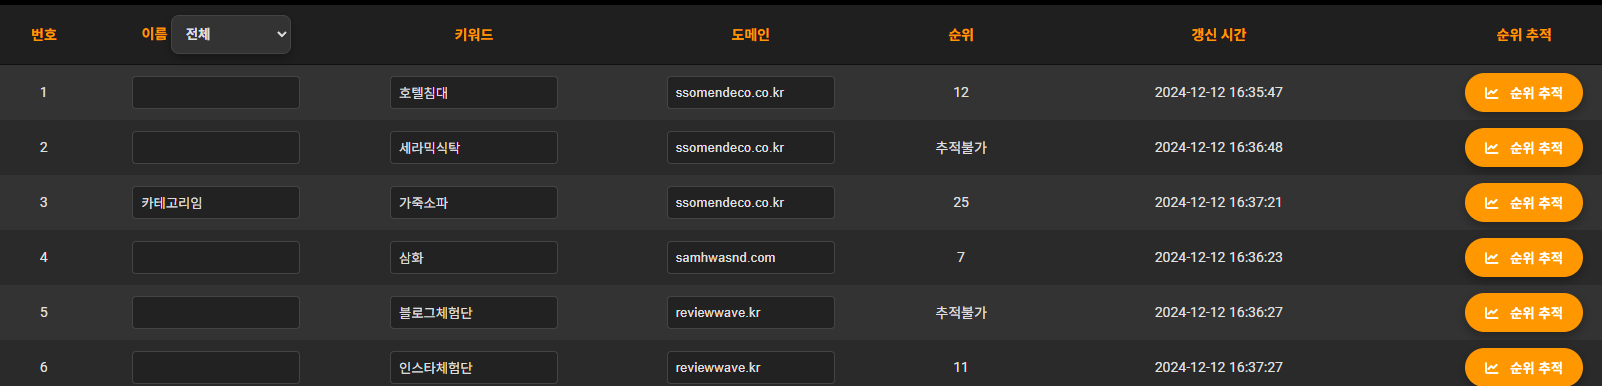 번호 이름 전체 키워드 도메인 순위 갱신 시간 순위 추적
1 호텔침대 ssomendeco.co.kr 12 2024-12-12 16:35:47 순위 추적
2 세라믹식탁 ssomendeco.co.kr 추적불가 2024-12-12 16:36:48 순위 추적
3 카테고리임 가죽소파 ssomendeco.co.kr 25 2024-12-12 16:37:21 순위 추적
4 삼화 samhwasnd.com 7 2024-12-12 16:36:23 순위 추적
5 블로그체험단 reviewwave.kr 추적불가 2024-12-12 16:36:27 순위 추적
6 인스타체험단 reviewwave.kr 11 2024-12-12 16:37:27 순위 추적